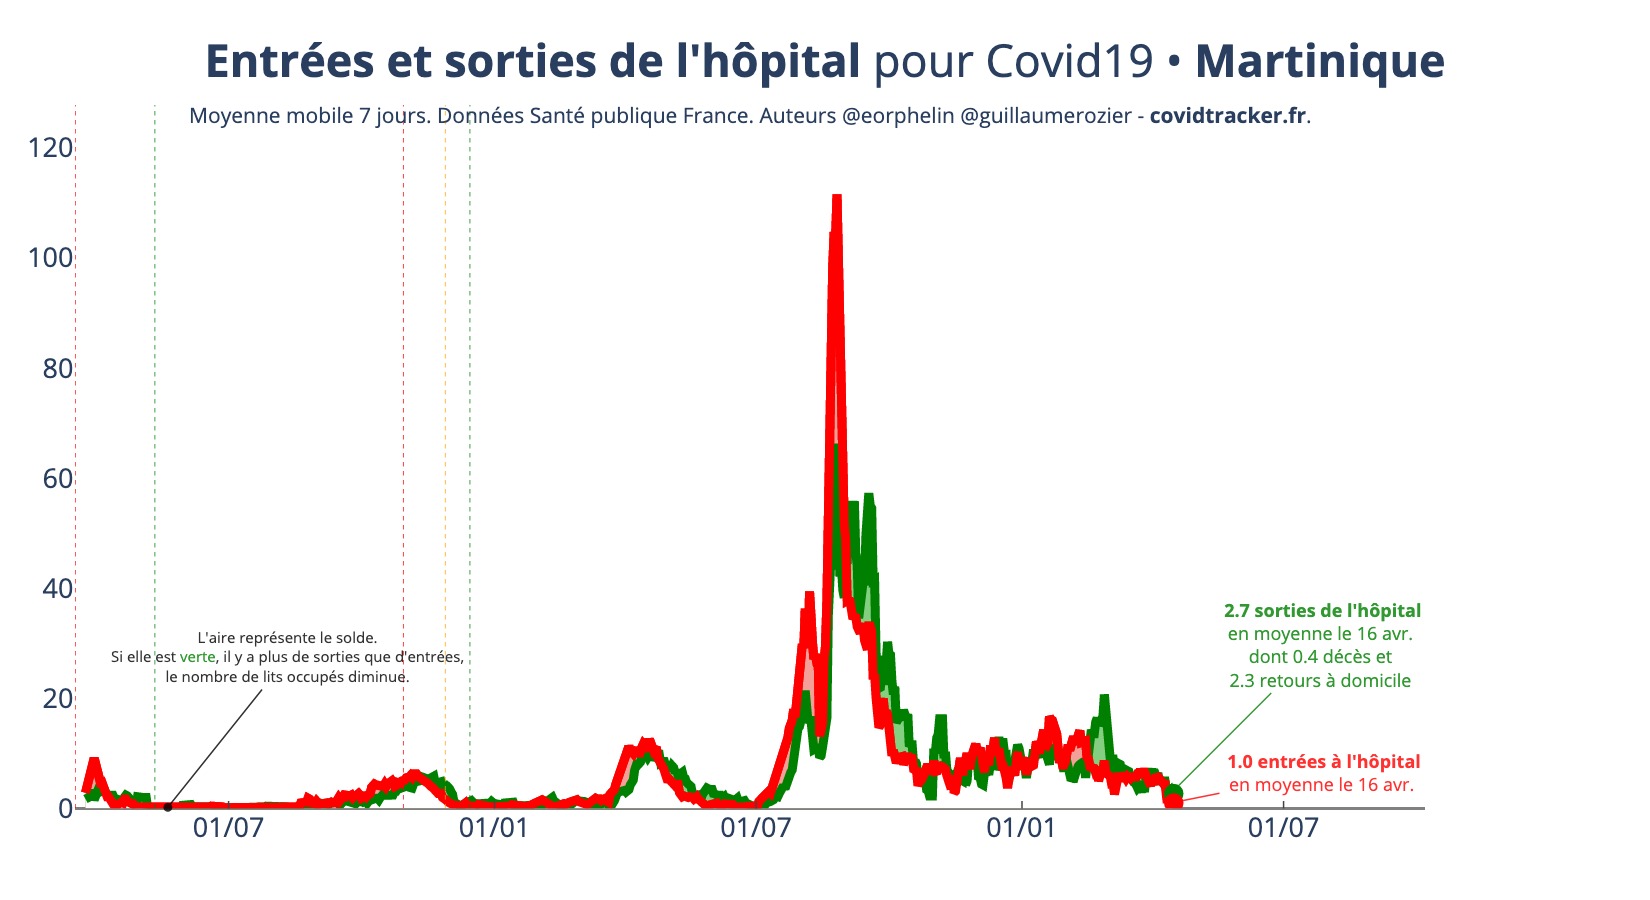 Entrées et sorties de l'hôpital pour Covid19 • Martinique
Moyenne mobile 7 jours. Données Santé publique France. Auteurs @eorphelin @guillaumerozier - covidtracker.fr.
120
100
80
60
40
20
0
L'aire représente le solde.
Si elle est verte, il y a plus de sorties que d'entrées,
le nombre de lits occupés diminue.
2.7 sorties de l'hôpital
en moyenne le 16 avr.
dont 0.4 décès et
2.3 retours à domicile
1.0 entrées à l'hôpital
en moyenne le 16 avr.
01/07
01/01
01/07
01/01
01/07